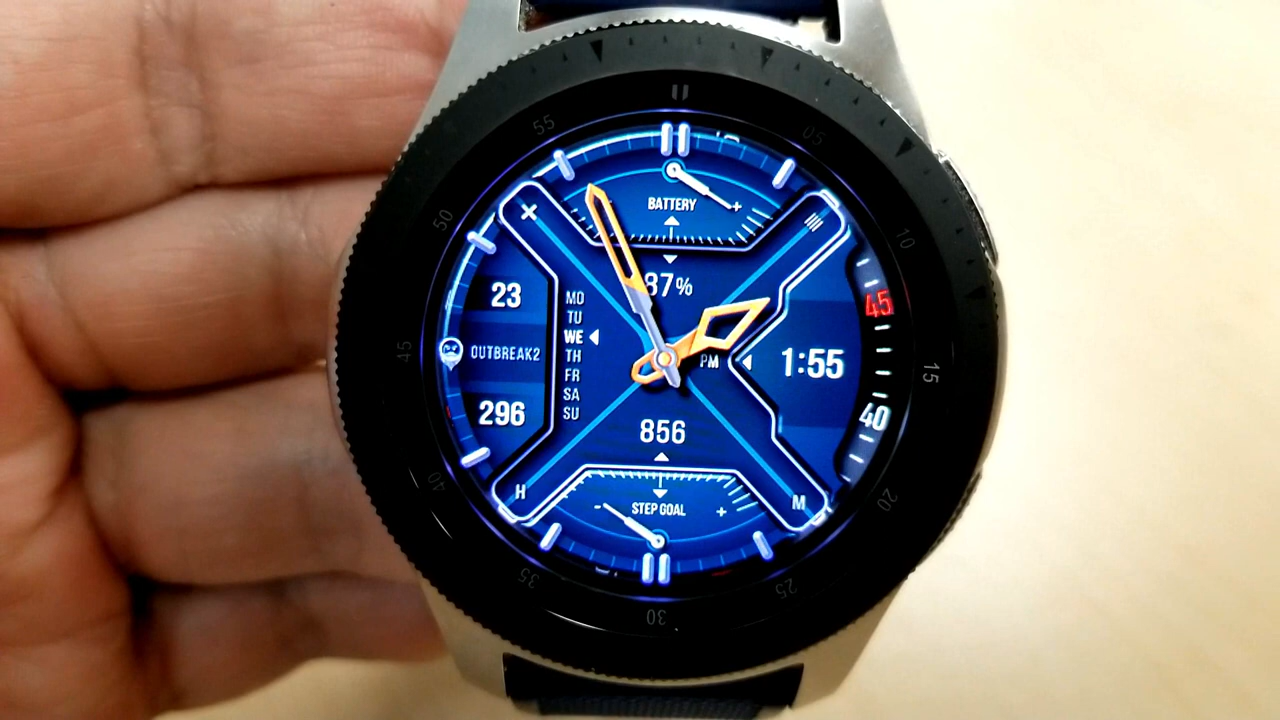 55
05
50
10
45
15
40
20
35
25
30
BATTERY
+
87%
23
OUTBREAK2
296
MO
TU
WE
TH
FR
SA
SU
PM
1:55
45
40
856
- STEP GOAL +
H
M